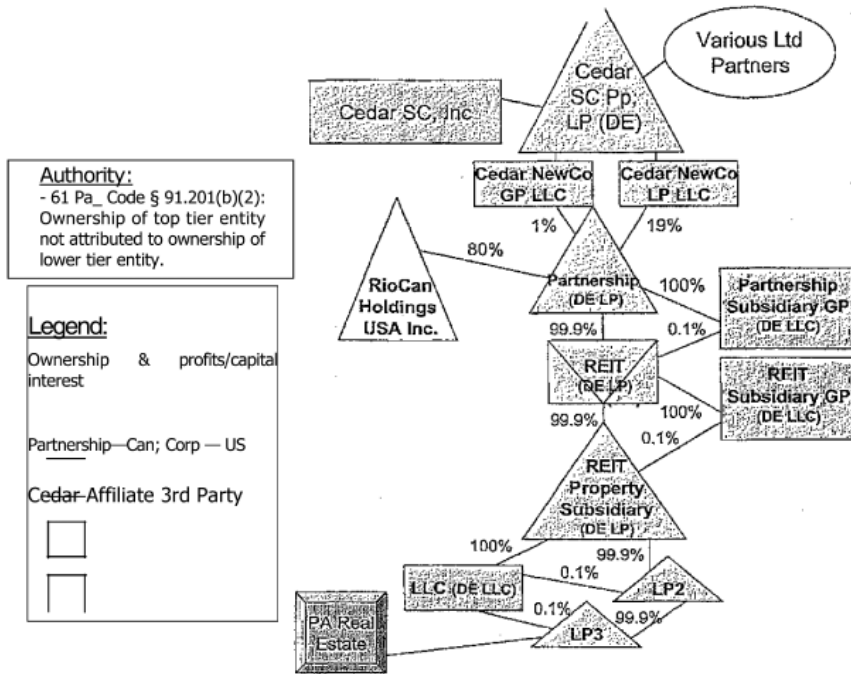 Various Ltd
Partners
Cedar
SC Pp,
LP (DE)
Cedar SC, Inc
Cedar NewCo
GP LLC
Cedar NewCo
LP LLC
Authority:
- 61 Pa_ Code § 91.201(b)(2):
Ownership of top tier entity
not attributed to ownership of
lower tier entity.
1%
19%
80%
RioCan
Holdings
USA Inc.
Partnership
(DE LP)
100%
Partnership
Subsidiary GP
(DE LLC)
99.9%
0.1%
Legend:
Ownership & profits/capital
interest
Partnership—Can; Corp — US
Cedar-Affiliate 3rd Party
REIT
(DE LP)
REIT
Subsidiary GP
(DE LLC)
100%
99.9%
0.1%
REIT
Property
Subsidiary
(DE LP)
100%
99.9%
LLC (DE LLC)
0.1%
LP2
PA Real
Estate
0.1%
99.9%
LP3